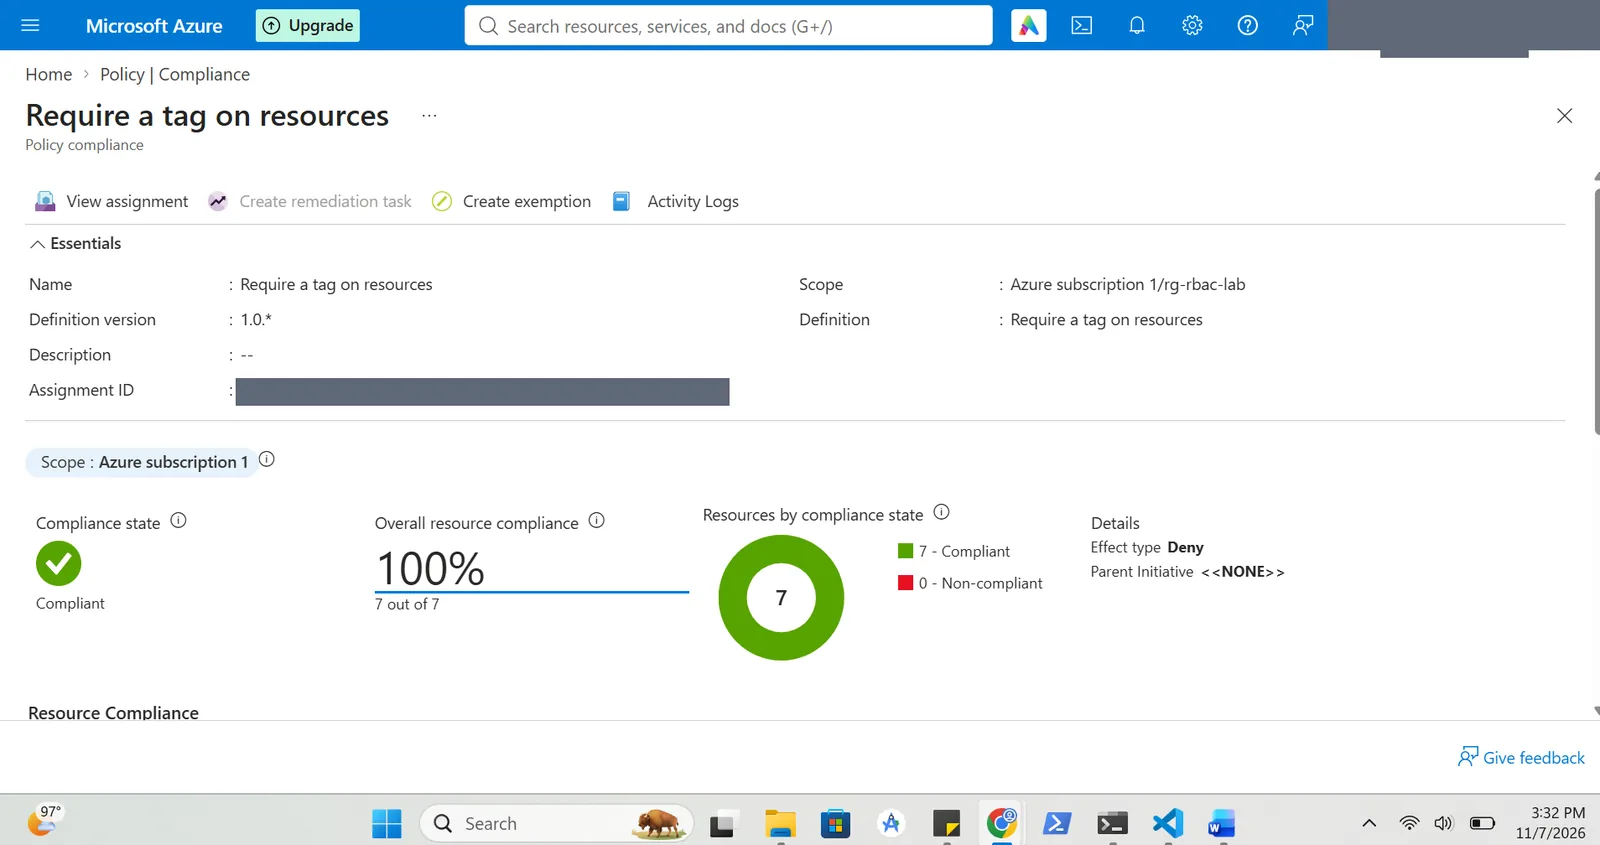 Microsoft Azure
Upgrade
Search resources, services, and docs (G+/)
Home > Policy | Compliance
Require a tag on resources ...
Policy compliance
View assignment
Create remediation task
Create exemption
Activity Logs
Essentials
Name : Require a tag on resources
Scope : Azure subscription 1/rg-rbac-lab
Definition version : 1.0.*
Definition : Require a tag on resources
Description : --
Assignment ID :
Scope : Azure subscription 1
Compliance state
Compliant
Overall resource compliance
100%
7 out of 7
Resources by compliance state
7
7 - Compliant
0 - Non-compliant
Details
Effect type Deny
Parent Initiative <<NONE>>
Resource Compliance
Give feedback
97°
Search
3:32 PM
11/7/2026